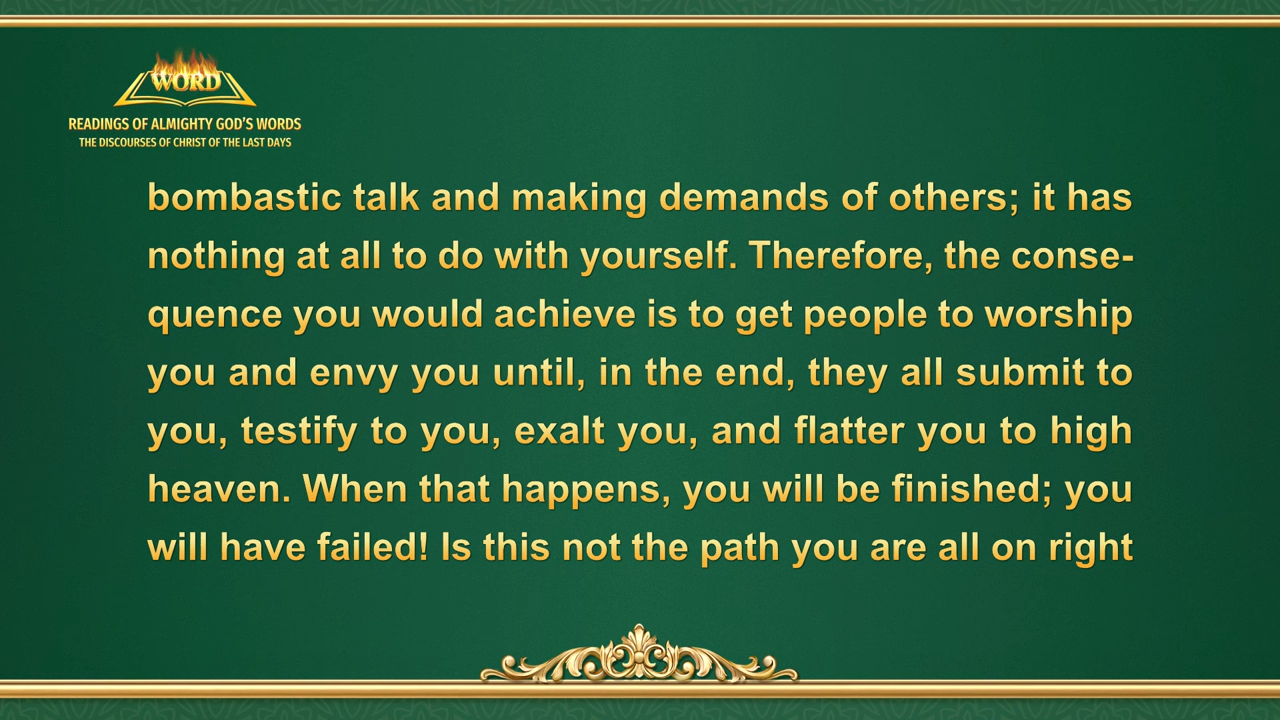 WORD
READINGS OF ALMIGHTY GOD'S WORDS
THE DISCOURSES OF CHRIST OF THE LAST DAYS
bombastic talk and making demands of others; it has
nothing at all to do with yourself. Therefore, the conse-
quence you would achieve is to get people to worship
you and envy you until, in the end, they all submit to
you, testify to you, exalt you, and flatter you to high
heaven. When that happens, you will be finished; you
will have failed! Is this not the path you are all on right